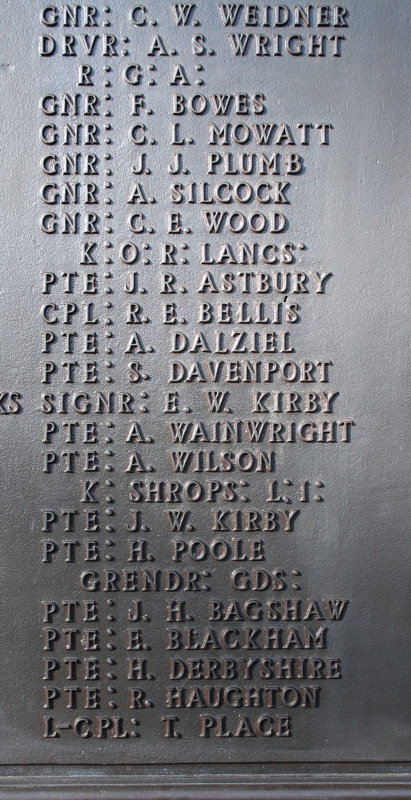 GNR: C. W. WEIDNER
DRVR: A. S. WRIGHT
R: G: A:
GNR: F. BOWES
GNR: C. L. MOWATT
GNR: J. J. PLUMB
GNR: A. SILCOCK
GNR: C. E. WOOD
K: O: R: LANCS:
PTE: J. R. ASTBURY
CPL: R. E. BELLIS
PTE: A. DALZIEL
PTE: S. DAVENPORT
KS SIGNR: E. W. KIRBY
PTE: A. WAINWRIGHT
PTE: A. WILSON
K: SHROPS: L: I:
PTE: J. W. KIRBY
PTE: H. POOLE
GRENDR: GDS:
PTE: J. H. BAGSHAW
PTE: E. BLACKHAM
PTE: H. DERBYSHIRE
PTE: R. HAUGHTON
L-CPL: T. PLACE